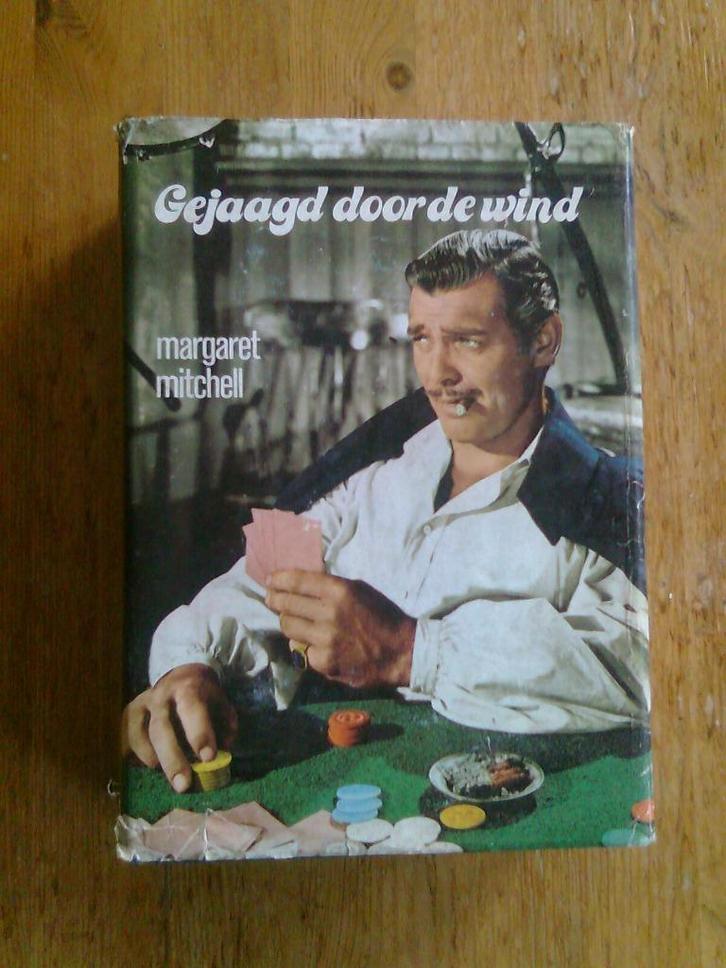 Gejaagd door de wind
margaret
mitchell